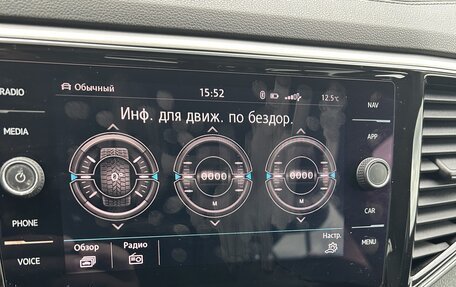 RADIO
MEDIA
PHONE
VOICE
Обычный
15:52
12.5°C
Инф. для движ. по бездор.
0
0000
M
0000
M
Обзор
Радио
Настр.
NAV
APP
CAR
MENU